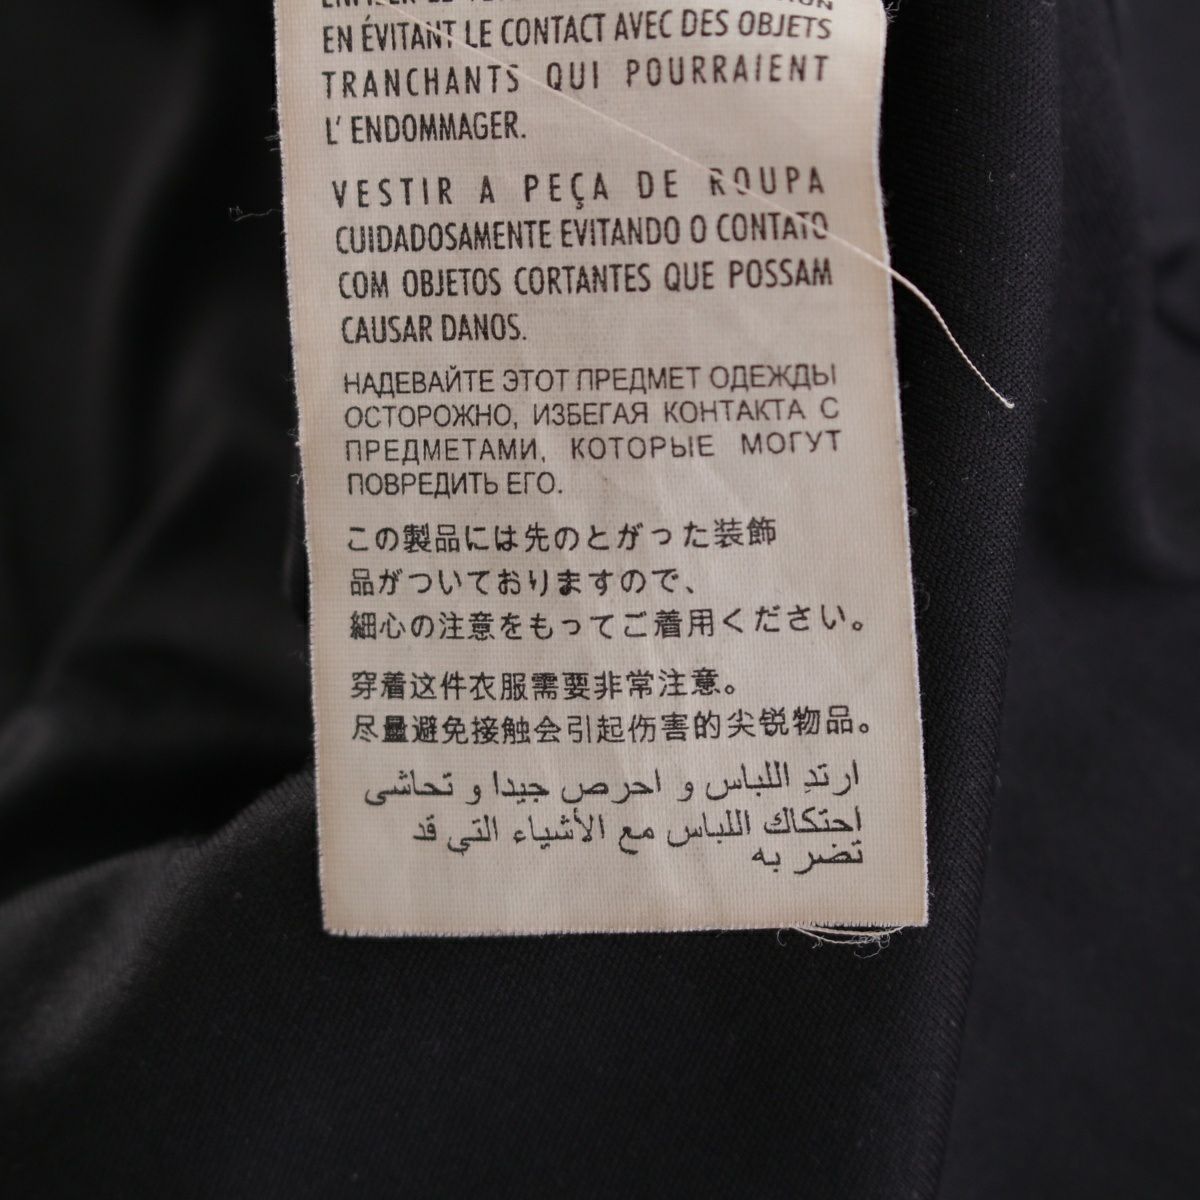 EN ÉVITANT LE CONTACT AVEC DES OBJETS
TRANCHANTS QUI POURRAIENT
L' ENDOMMAGER.
VESTIR A PEÇA DE ROUPA
CUIDADOSAMENTE EVITANDO O CONTATO
COM OBJETOS CORTANTES QUE POSSAM
CAUSAR DANOS.
НАДЕВАЙТЕ ЭТОТ ПРЕДМЕТ ОДЕЖДЫ
ОСТОРОЖНО, ИЗБЕГАЯ КОНТАКТА С
ПРЕДМЕТАМИ, КОТОРЫЕ МОГУТ
ПОВРЕДИТЬ ЕГО.
この製品には先のとがった装飾
品がついておりますので、
細心の注意をもってご着用ください。
穿着这件衣服需要非常注意。
尽量避免接触会引起伤害的尖锐物品。
ارتدِ اللباس و احرص جيدا و تحاشى
احتكاك اللباس مع الأشياء التي قد
تضر به